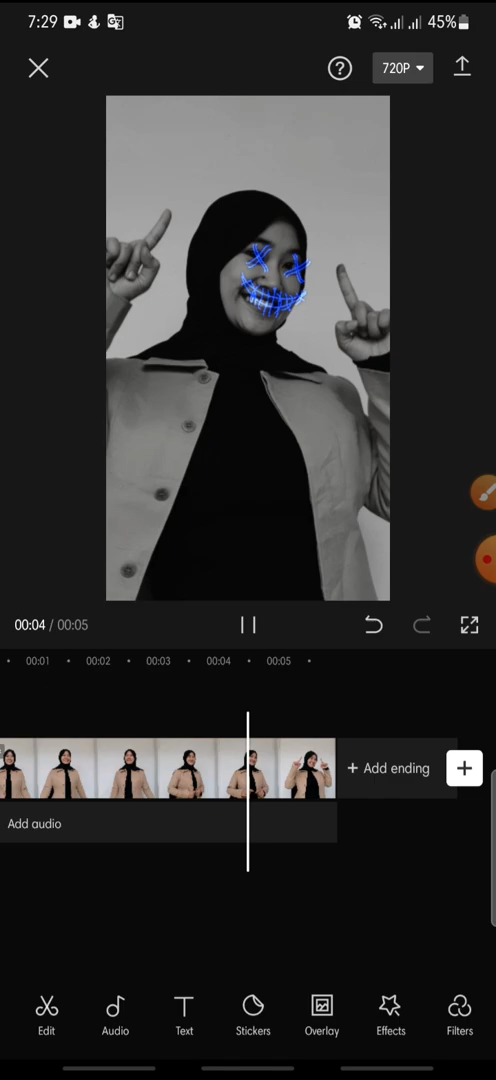 7:29
45%
720P
00:04 / 00:05
00:01 00:02 00:03 00:04 00:05
+ Add ending
Add audio
Edit Audio Text Stickers Overlay Effects Filters